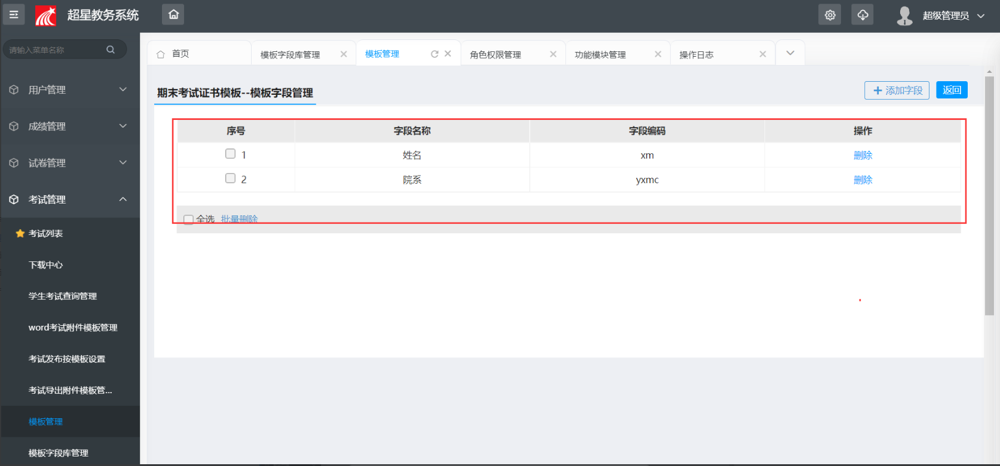 超星教务系统
超级管理员
请输入菜单名称
首页
模板字段库管理
模板管理
角色权限管理
功能模块管理
操作日志
用户管理
成绩管理
试卷管理
考试管理
考试列表
下载中心
学生考试查询管理
word考试附件模板管理
考试发布按模板设置
考试导出附件模板管...
模板管理
模板字段库管理
期末考试证书模板--模板字段管理
+ 添加字段
返回
序号 字段名称 字段编码 操作
1 姓名 xm 删除
2 院系 yxmc 删除
全选 批量删除